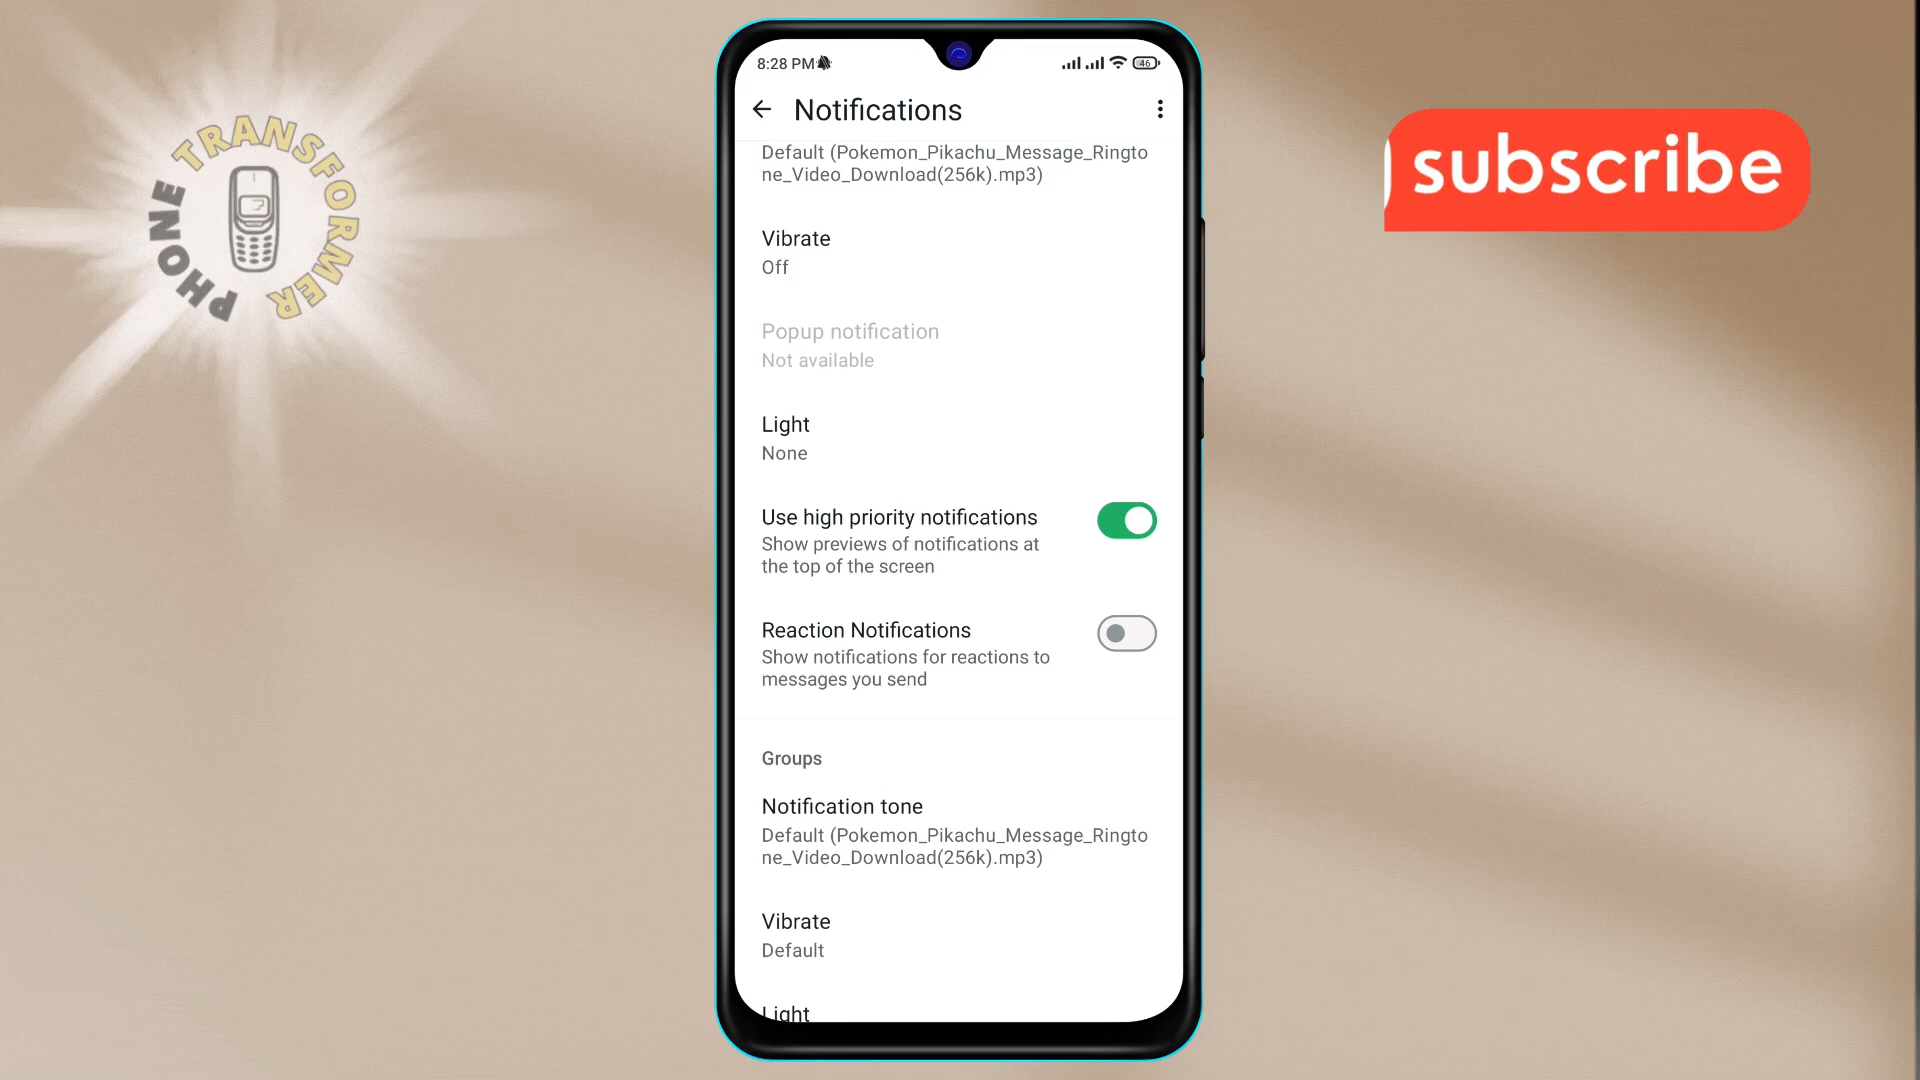 PHONE TRANSFORMER
subscribe
8:28 PM
46
Notifications
Default (Pokemon_Pikachu_Message_Ringto
ne_Video_Download(256k).mp3)
Vibrate
Off
Popup notification
Not available
Light
None
Use high priority notifications
Show previews of notifications at
the top of the screen
Reaction Notifications
Show notifications for reactions to
messages you send
Groups
Notification tone
Default (Pokemon_Pikachu_Message_Ringto
ne_Video_Download(256k).mp3)
Vibrate
Default
Light